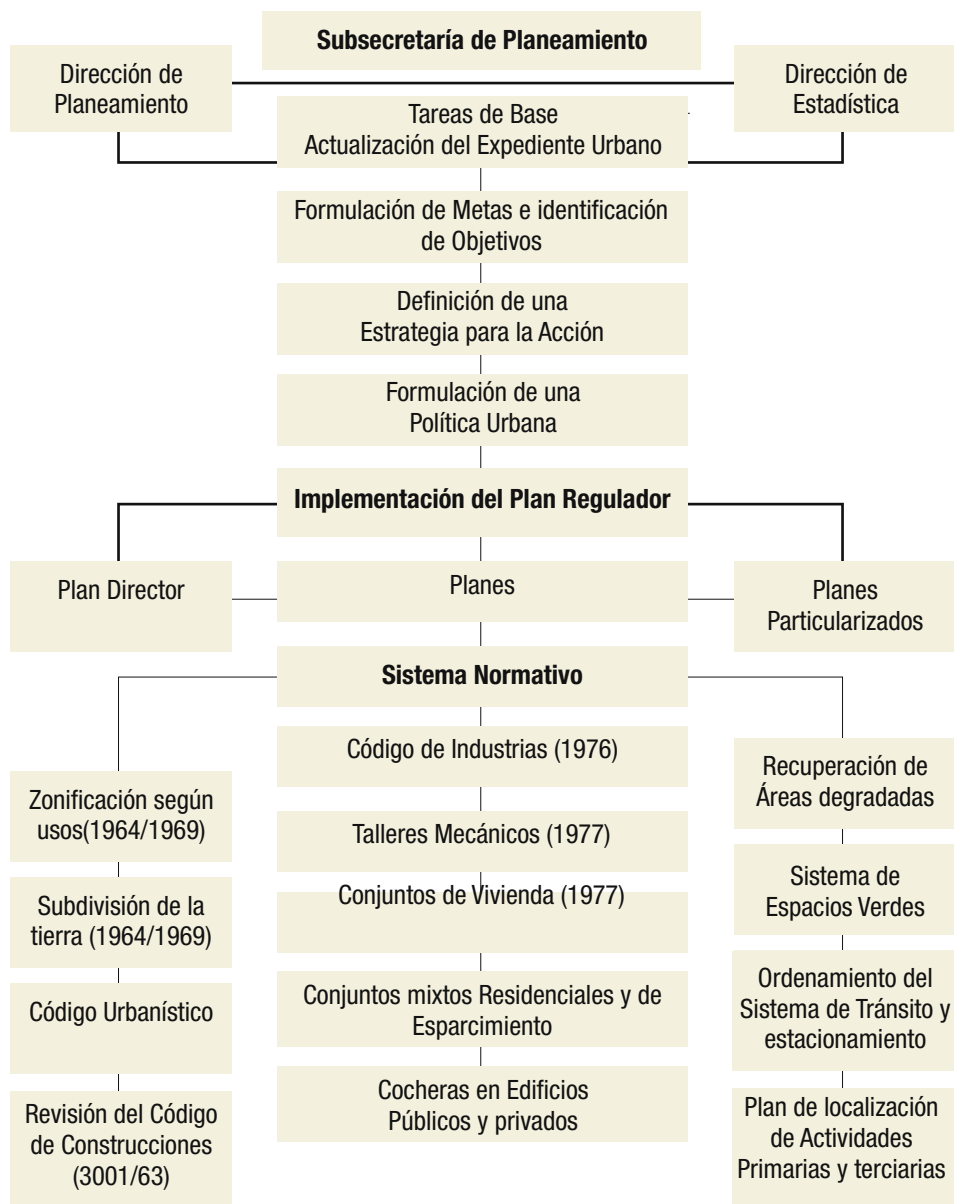 Subsecretaría de Planeamiento
Dirección de
Planeamiento
Dirección de
Estadística
Tareas de Base
Actualización del Expediente Urbano
Formulación de Metas e identificación
de Objetivos
Definición de una
Estrategia para la Acción
Formulación de una
Política Urbana
Implementación del Plan Regulador
Plan Director
Planes
Planes
Particularizados
Sistema Normativo
Zonificación según
usos(1964/1969)
Subdivisión de la
tierra (1964/1969)
Código Urbanístico
Revisión del Código
de Construcciones
(3001/63)
Código de Industrias (1976)
Talleres Mecánicos (1977)
Conjuntos de Vivienda (1977)
Conjuntos mixtos Residenciales y de
Esparcimiento
Cocheras en Edificios
Públicos y privados
Recuperación de
Áreas degradadas
Sistema de
Espacios Verdes
Ordenamiento del
Sistema de Tránsito y
estacionamiento
Plan de localización
de Actividades
Primarias y terciarias